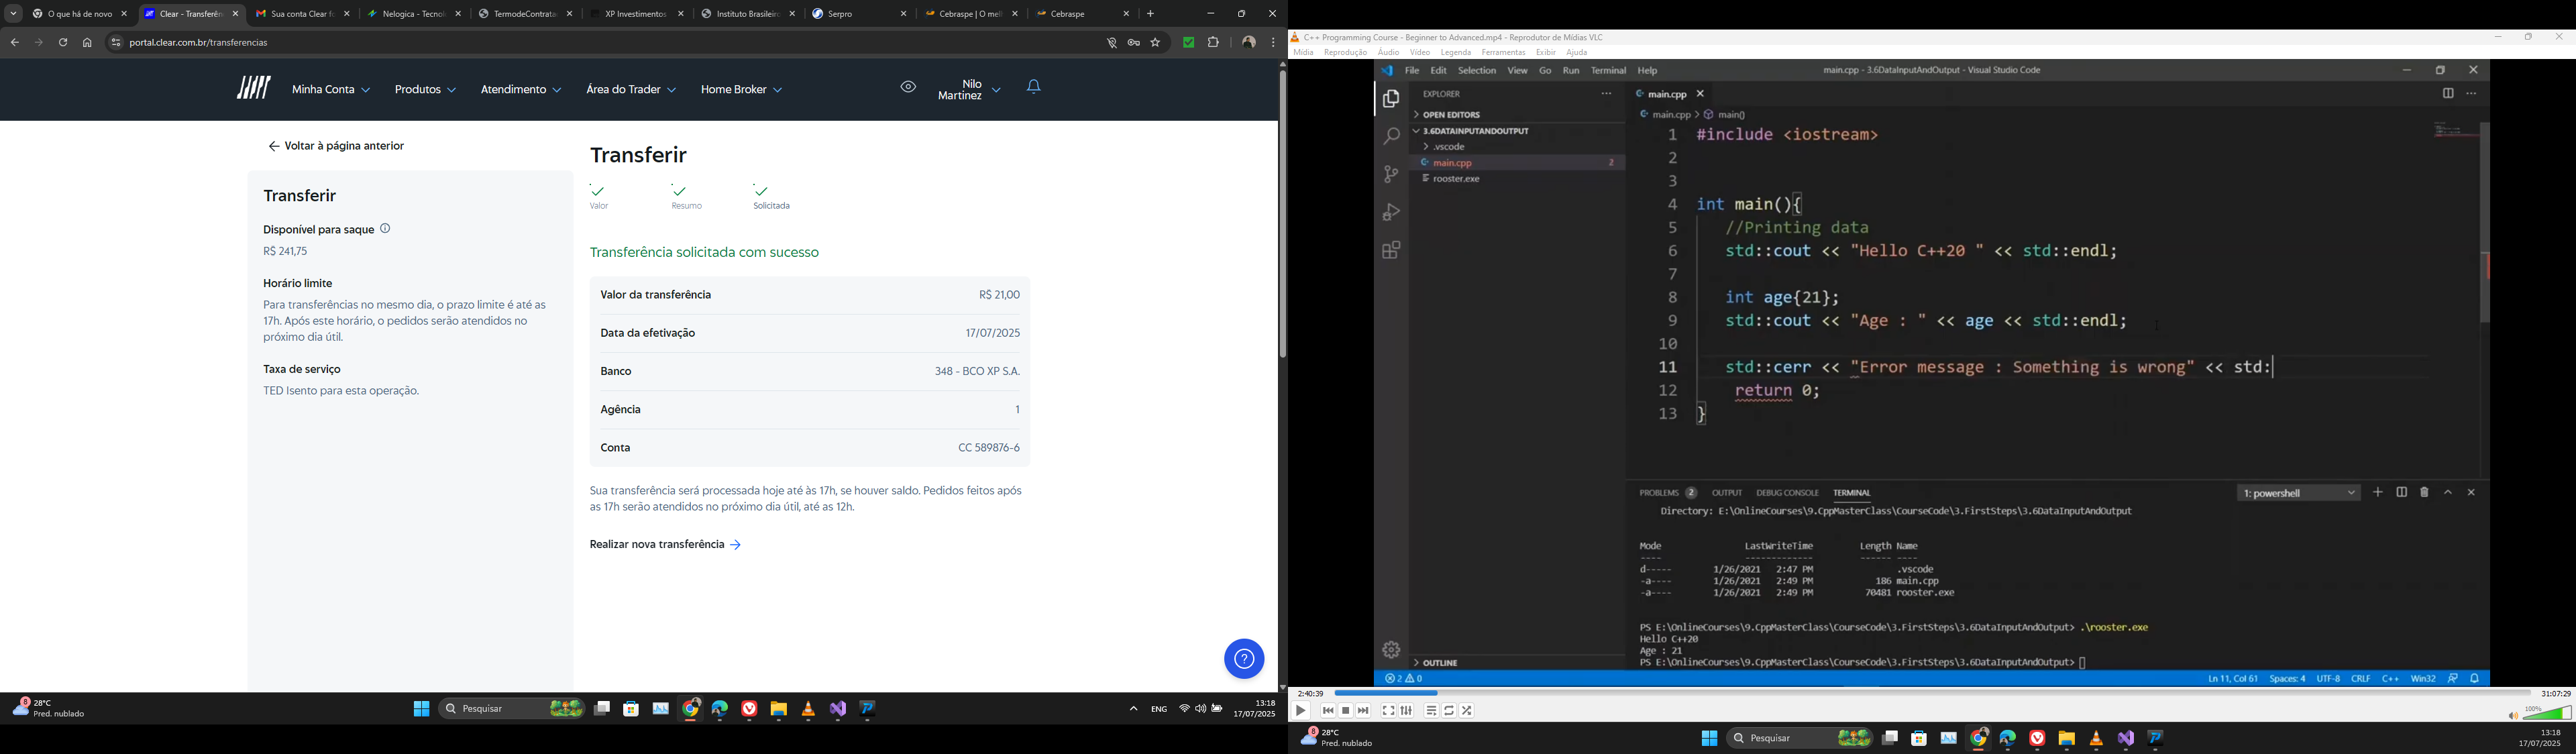 O que há de novo
Clear - Transferên
Sua conta Clear f
Nelogica - Tecnol
TermodeContrata
XP Investimentos
Instituto Brasileiro
Serpro
Cebraspe | O mel
Cebraspe
portal.clear.com.br/transferencias
Minha Conta
Produtos
Atendimento
Área do Trader
Home Broker
Nilo
Martinez
Voltar à página anterior
Transferir
Disponível para saque
R$ 241,75
Horário limite
Para transferências no mesmo dia, o prazo limite é até as
17h. Após este horário, o pedidos serão atendidos no
próximo dia útil.
Taxa de serviço
TED Isento para esta operação.
Transferir
Valor
Resumo
Solicitada
Transferência solicitada com sucesso
Valor da transferência R$ 21,00
Data da efetivação 17/07/2025
Banco 348 - BCO XP S.A.
Agência 1
Conta CC 589876-6
Sua transferência será processada hoje até às 17h, se houver saldo. Pedidos feitos após
as 17h serão atendidos no próximo dia útil, até as 12h.
Realizar nova transferência
8
28°C
Pred. nublado
Pesquisar
ENG
13:18
17/07/2025
C++ Programming Course - Beginner to Advanced.mp4 - Reprodutor de Mídias VLC
Mídia Reprodução Áudio Vídeo Legenda Ferramentas Exibir Ajuda
File Edit Selection View Go Run Terminal Help
main.cpp - 3.6DataInputAndOutput - Visual Studio Code
EXPLORER
OPEN EDITORS
3.6DATAINPUTANDOUTPUT
.vscode
main.cpp 2
rooster.exe
OUTLINE
main.cpp
main.cpp > main()
1 #include <iostream>
2
3
4 int main(){
5 //Printing data
6 std::cout << "Hello C++20 " << std::endl;
7
8 int age{21};
9 std::cout << "Age : " << age << std::endl;
10
11 std::cerr << "Error message : Something is wrong" << std:
12 return 0;
13 }
PROBLEMS 2 OUTPUT DEBUG CONSOLE TERMINAL
1: powershell
Directory: E:\OnlineCourses\9.CppMasterClass\CourseCode\3.FirstSteps\3.6DataInputAndOutput
Mode LastWriteTime Length Name
---- ------------- ------ ----
d----- 1/26/2021 2:47 PM .vscode
-a---- 1/26/2021 2:49 PM 186 main.cpp
-a---- 1/26/2021 2:49 PM 70481 rooster.exe
PS E:\OnlineCourses\9.CppMasterClass\CourseCode\3.FirstSteps\3.6DataInputAndOutput> .\rooster.exe
Hello C++20
Age : 21
PS E:\OnlineCourses\9.CppMasterClass\CourseCode\3.FirstSteps\3.6DataInputAndOutput>
2 0
Ln 11, Col 61 Spaces: 4 UTF-8 CRLF C++ Win32
2:40:39
31:07:29
100%
8
28°C
Pred. nublado
Pesquisar
13:18
17/07/2025